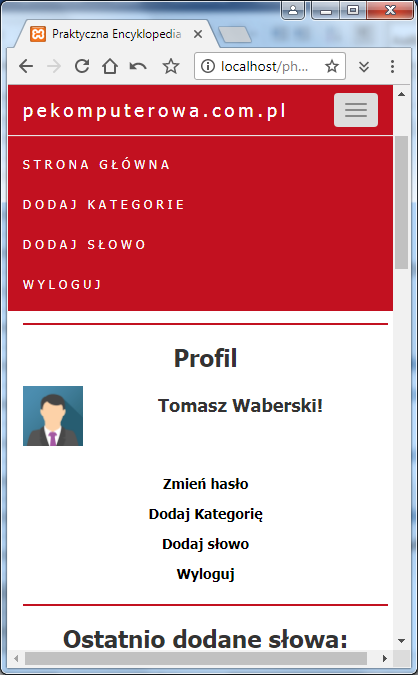 Praktyczna Encyklopedia
localhost/ph...
pekomputerowa.com.pl
STRONA GŁÓWNA
DODAJ KATEGORIE
DODAJ SŁOWO
WYLOGUJ
Profil
Tomasz Waberski!
Zmień hasło
Dodaj Kategorię
Dodaj słowo
Wyloguj
Ostatnio dodane słowa: